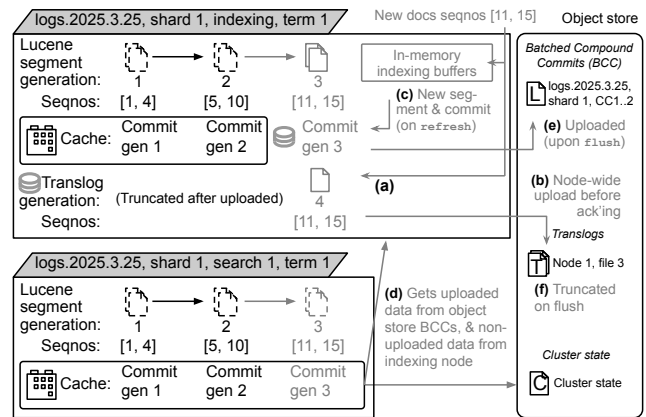 logs.2025.3.25, shard 1, indexing, term 1
New docs seqnos [11, 15]
Object store
Lucene
segment
generation:
1
2
3
Seqnos:
[1, 4]
[5, 10]
[11, 15]
In-memory
indexing buffers
(c) New seg-
ment & commit
(on refresh)
Cache:
Commit
gen 1
Commit
gen 2
Commit
gen 3
Translog
generation:
(Truncated after uploaded)
4
Seqnos:
[11, 15]
(a)
Batched Compound
Commits (BCC)
L
logs.2025.3.25,
shard 1, CC1..2
(e) Uploaded
(upon flush)
(b) Node-wide
upload before
ack'ing
Translogs
T
Node 1, file 3
(f) Truncated
on flush
Cluster state
C
Cluster state
logs.2025.3.25, shard 1, search 1, term 1
Lucene
segment
generation:
1
2
3
Seqnos:
[1, 4]
[5, 10]
[11, 15]
Cache:
Commit
gen 1
Commit
gen 2
Commit
gen 3
(d) Gets uploaded
data from object
store BCCs, & non-
uploaded data from
indexing node